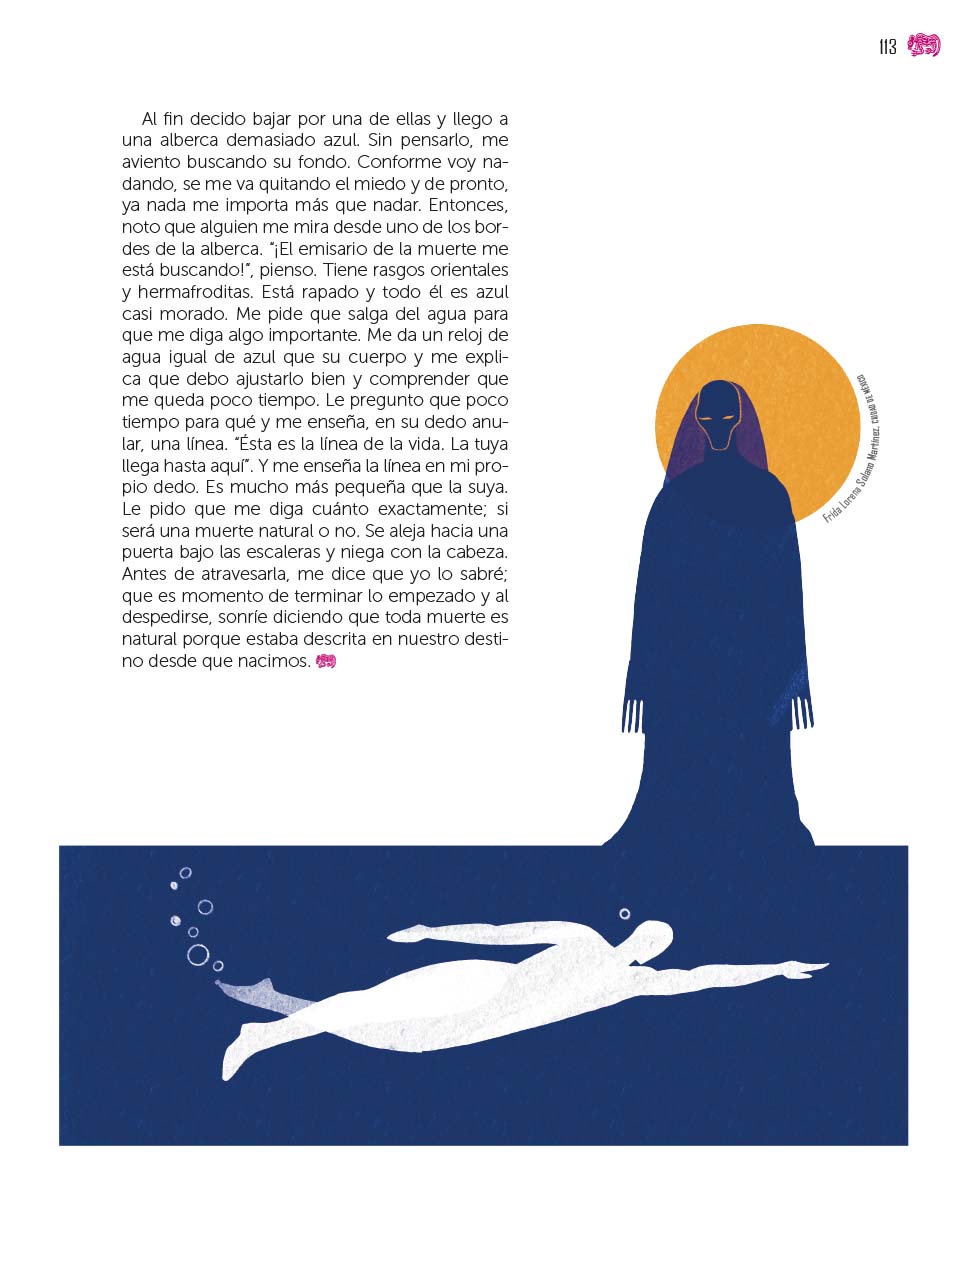 113
Al fin decido bajar por una de ellas y llego a
una alberca demasiado azul. Sin pensarlo, me
aviento buscando su fondo. Conforme voy na-
dando, se me va quitando el miedo y de pronto,
ya nada me importa más que nadar. Entonces,
noto que alguien me mira desde uno de los bor-
des de la alberca. “¡El emisario de la muerte me
está buscando!”, pienso. Tiene rasgos orientales
y hermafroditas. Está rapado y todo él es azul
casi morado. Me pide que salga del agua para
que me diga algo importante. Me da un reloj de
agua igual de azul que su cuerpo y me expli-
ca que debo ajustarlo bien y comprender que
me queda poco tiempo. Le pregunto que poco
tiempo para qué y me enseña, en su dedo anu-
lar, una línea. “Ésta es la línea de la vida. La tuya
llega hasta aquí”. Y me enseña la línea en mi pro-
pio dedo. Es mucho más pequeña que la suya.
Le pido que me diga cuánto exactamente; si
será una muerte natural o no. Se aleja hacia una
puerta bajo las escaleras y niega con la cabeza.
Antes de atravesarla, me dice que yo lo sabré;
que es momento de terminar lo empezado y al
despedirse, sonríe diciendo que toda muerte es
natural porque estaba descrita en nuestro desti-
no desde que nacimos.
Frida Lorena Solano Martínez, CIUDAD DE MÉXICO